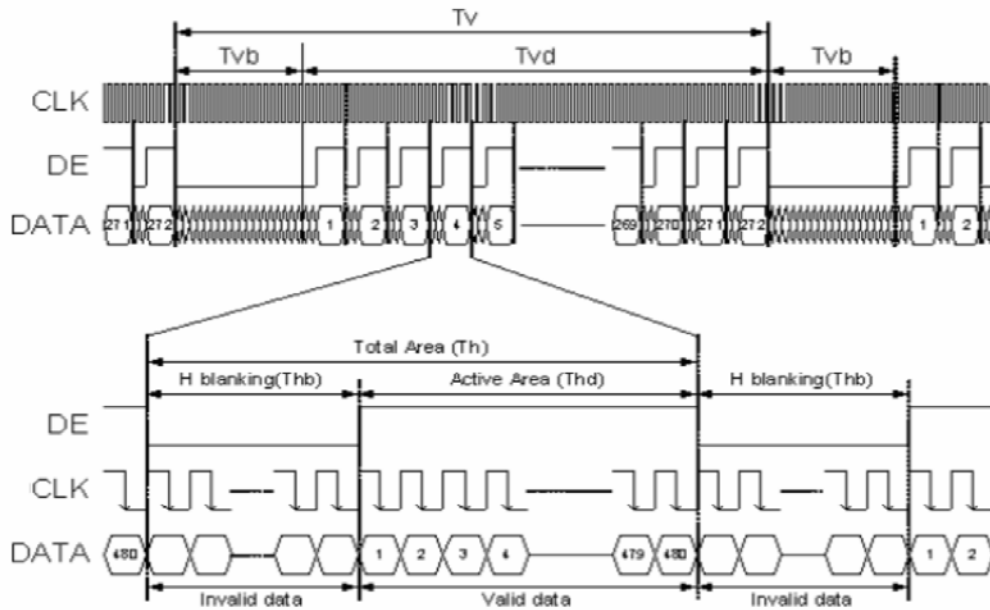 Tv
Tvb Tvd Tvb
CLK
DE
DATA 271 272 1 2 3 4 5 269 270 271 272 1 2
Total Area (Th)
H blanking(Thb) Active Area (Thd) H blanking(Thb)
DE
CLK
DATA 480 1 2 3 4 479 480 1 2
Invalid data Valid data Invalid data